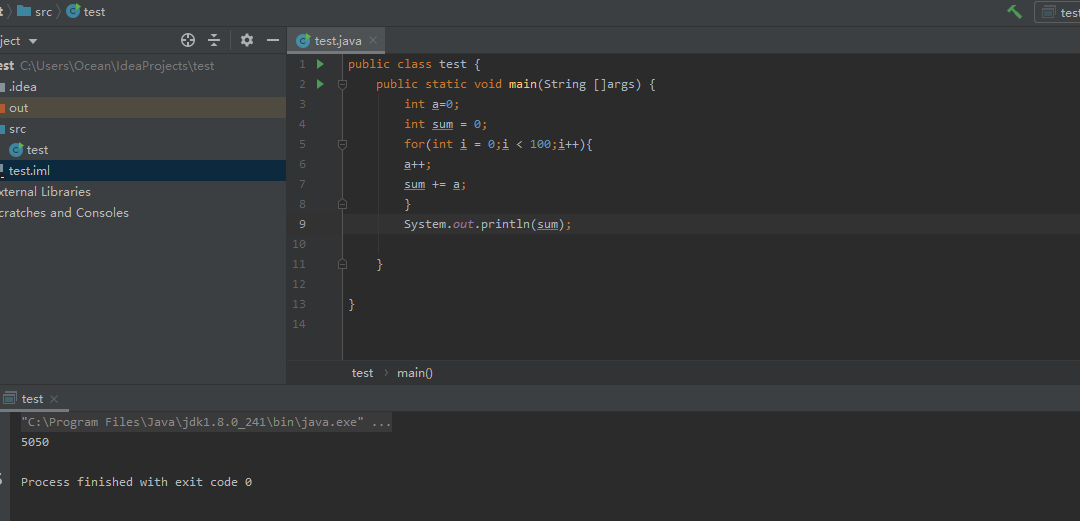 src test
test
ject
test.java
est C:\Users\Ocean\IdeaProjects\test
.idea
out
src
test
test.iml
xternal Libraries
cratches and Consoles
1 public class test {
2 public static void main(String []args) {
3 int a=0;
4 int sum = 0;
5 for(int i = 0;i < 100;i++){
6 a++;
7 sum += a;
8 }
9 System.out.println(sum);
10
11 }
12
13 }
14
test main()
test
"C:\Program Files\Java\jdk1.8.0_241\bin\java.exe" ...
5050
Process finished with exit code 0